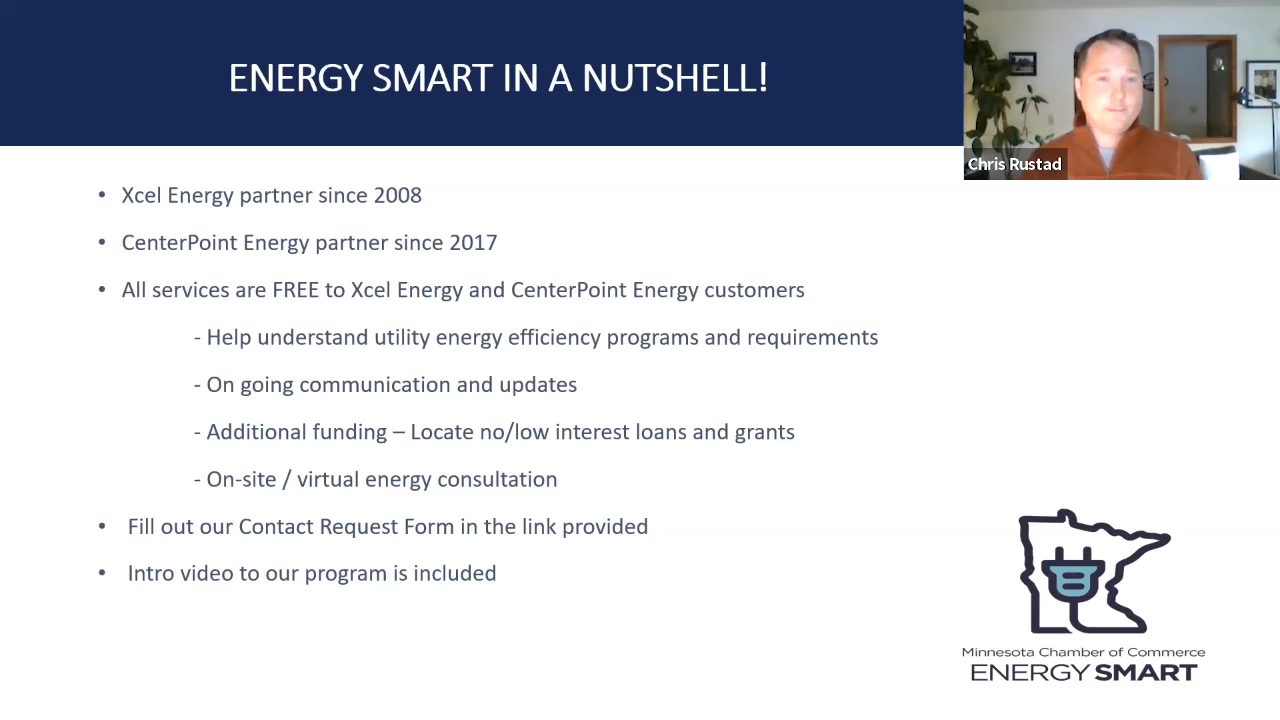 ENERGY SMART IN A NUTSHELL!
Chris Rustad
• Xcel Energy partner since 2008
• CenterPoint Energy partner since 2017
• All services are FREE to Xcel Energy and CenterPoint Energy customers
- Help understand utility energy efficiency programs and requirements
- On going communication and updates
- Additional funding – Locate no/low interest loans and grants
- On-site / virtual energy consultation
• Fill out our Contact Request Form in the link provided
• Intro video to our program is included
Minnesota Chamber of Commerce
ENERGY SMART